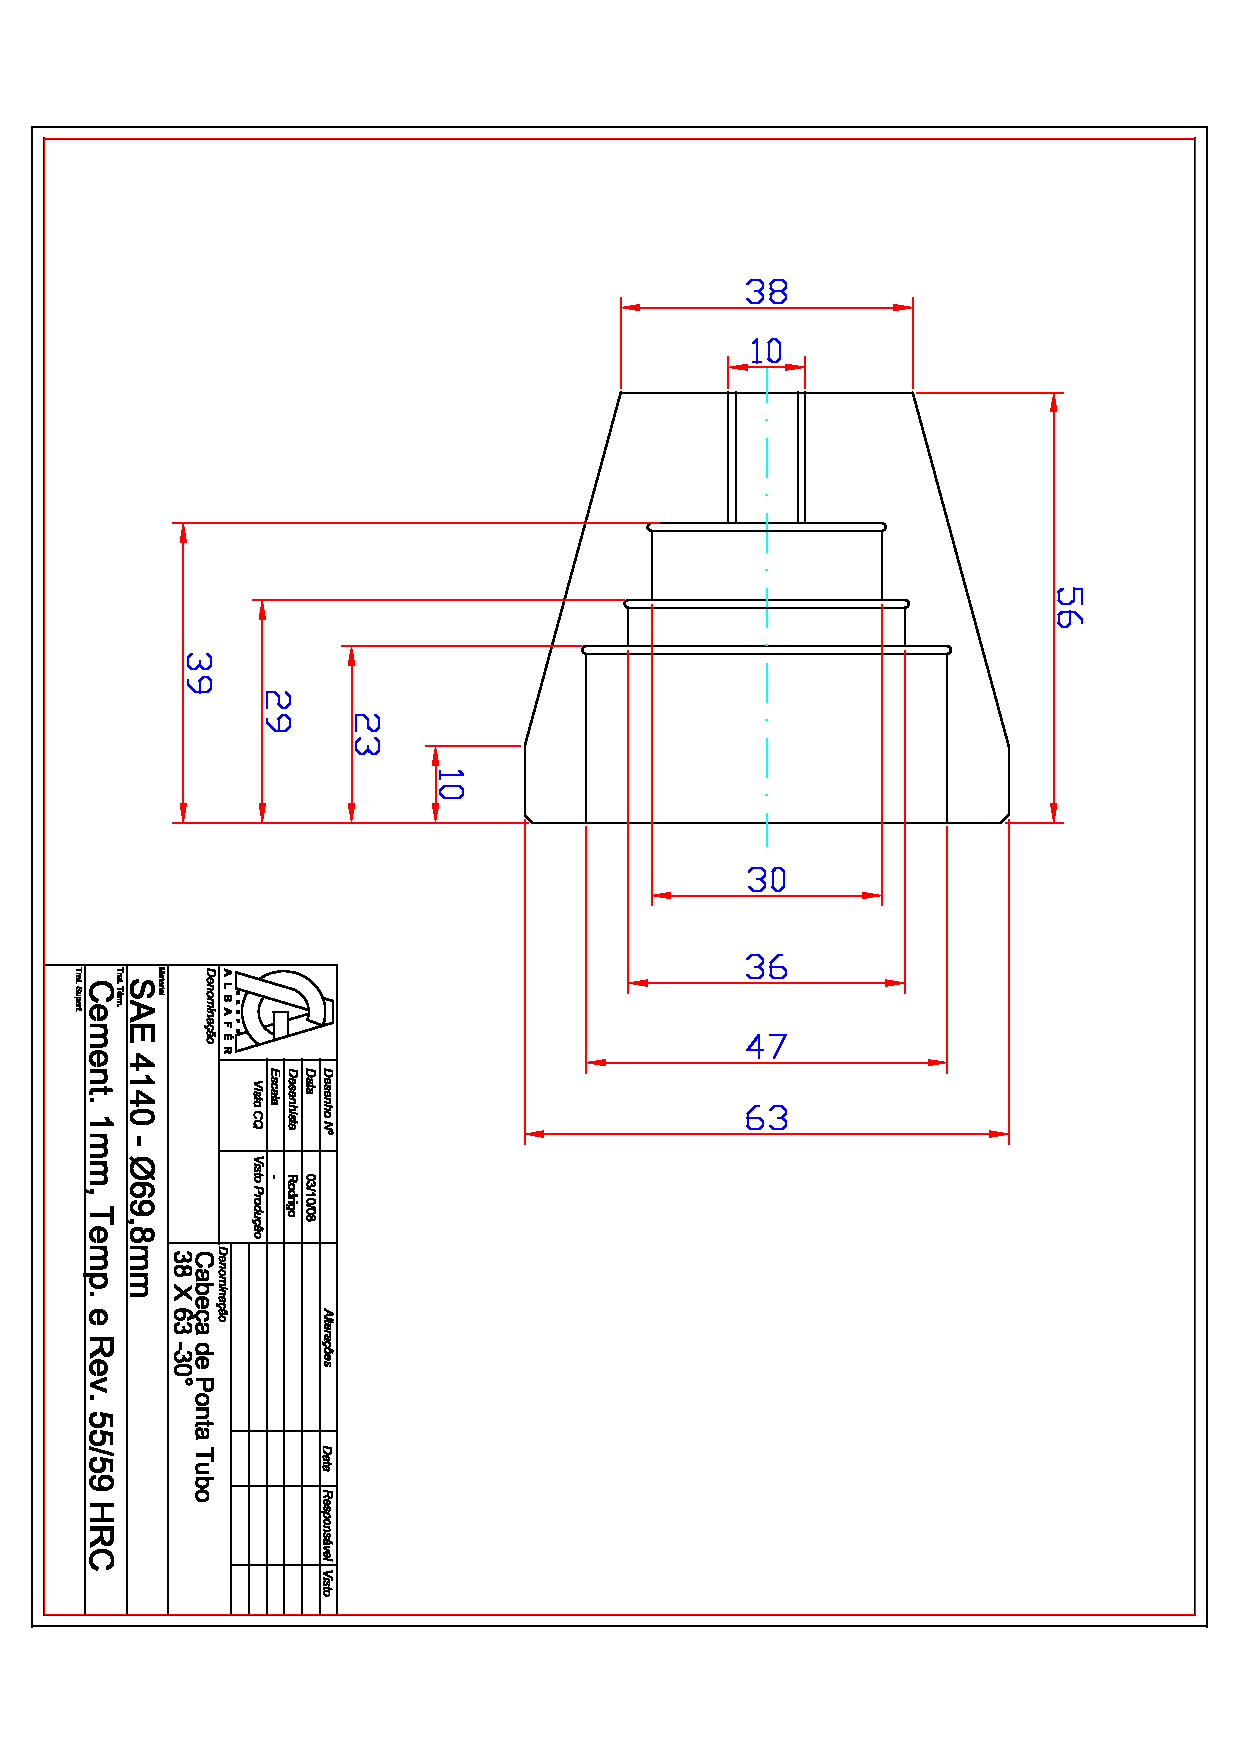 38
10
56
39
29
23
10
30
36
47
63
ALBAFÉR
Desenho Nº
Data 03/10/08
Desenhista Rodrigo
Escala -
Visto CQ Visto Produção
Alterações Data Responsável Visto
Denominação
Denominação
Cabeça de Ponta Tubo
38 X 63 -30°
Material
SAE 4140 - Ø69,8mm
Trat. Térm.
Cement. 1mm, Temp. e Rev. 55/59 HRC
Trat. Superf.